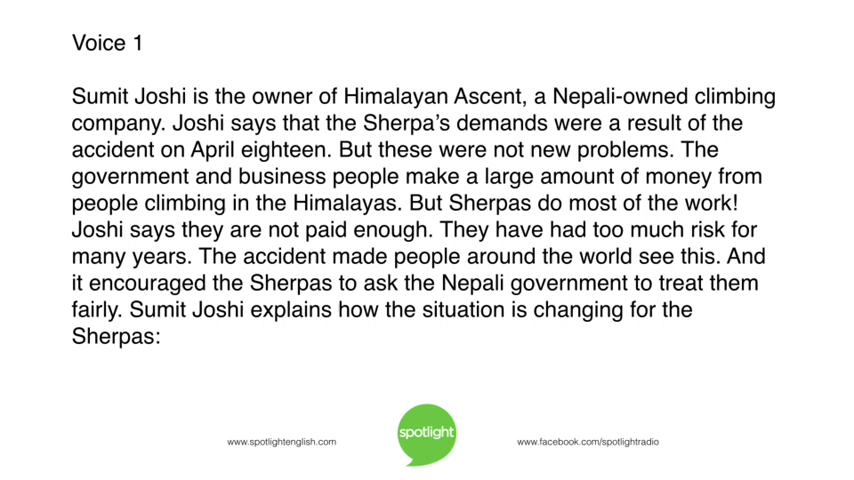 Voice 1
Sumit Joshi is the owner of Himalayan Ascent, a Nepali-owned climbing
company. Joshi says that the Sherpa’s demands were a result of the
accident on April eighteen. But these were not new problems. The
government and business people make a large amount of money from
people climbing in the Himalayas. But Sherpas do most of the work!
Joshi says they are not paid enough. They have had too much risk for
many years. The accident made people around the world see this. And
it encouraged the Sherpas to ask the Nepali government to treat them
fairly. Sumit Joshi explains how the situation is changing for the
Sherpas:
www.spotlightenglish.com
spotlight
www.facebook.com/spotlightradio